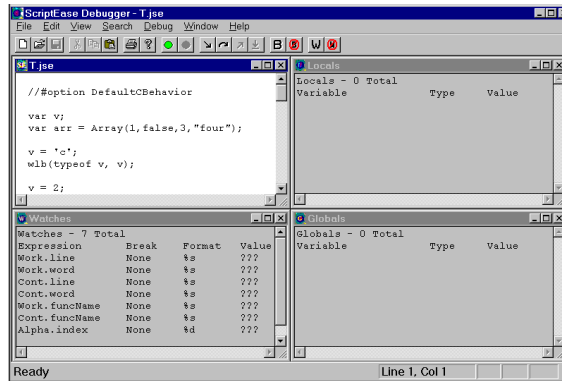 ScriptEase Debugger - T.jse
File Edit View Search Debug Window Help
B B W W
T.jse
//#option DefaultCBehavior
var v;
var arr = Array(1,false,3,"four");
v = 'c';
wlb(typeof v, v);
v = 2;
Locals
Locals - 0 Total
Variable Type Value
Watches
Watches - 7 Total
Expression Break Format Value
Work.line None %s ???
Work.word None %s ???
Cont.line None %s ???
Cont.word None %s ???
Work.funcName None %s ???
Cont.funcName None %s ???
Alpha.index None %d ???
Globals
Globals - 0 Total
Variable Type Value
Ready Line 1, Col 1